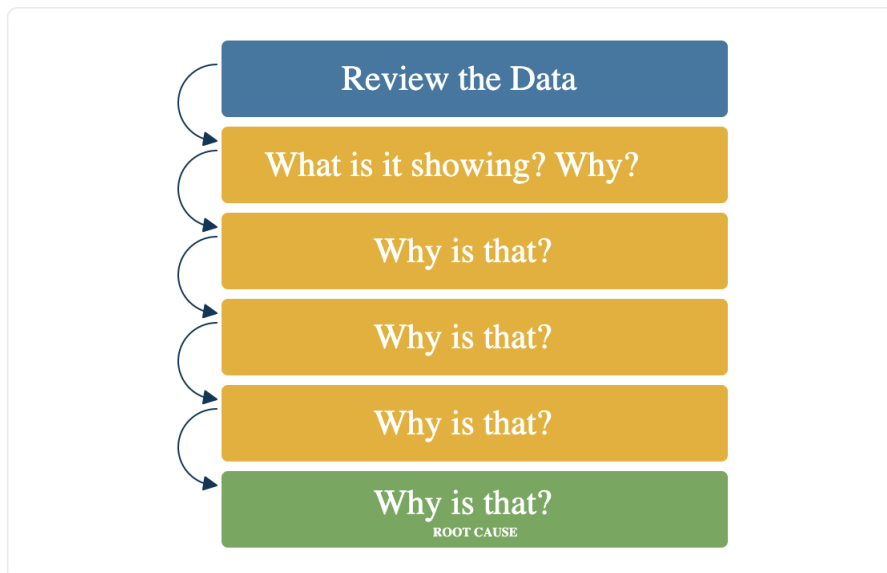 Review the Data
What is it showing? Why?
Why is that?
Why is that?
Why is that?
Why is that?
ROOT CAUSE